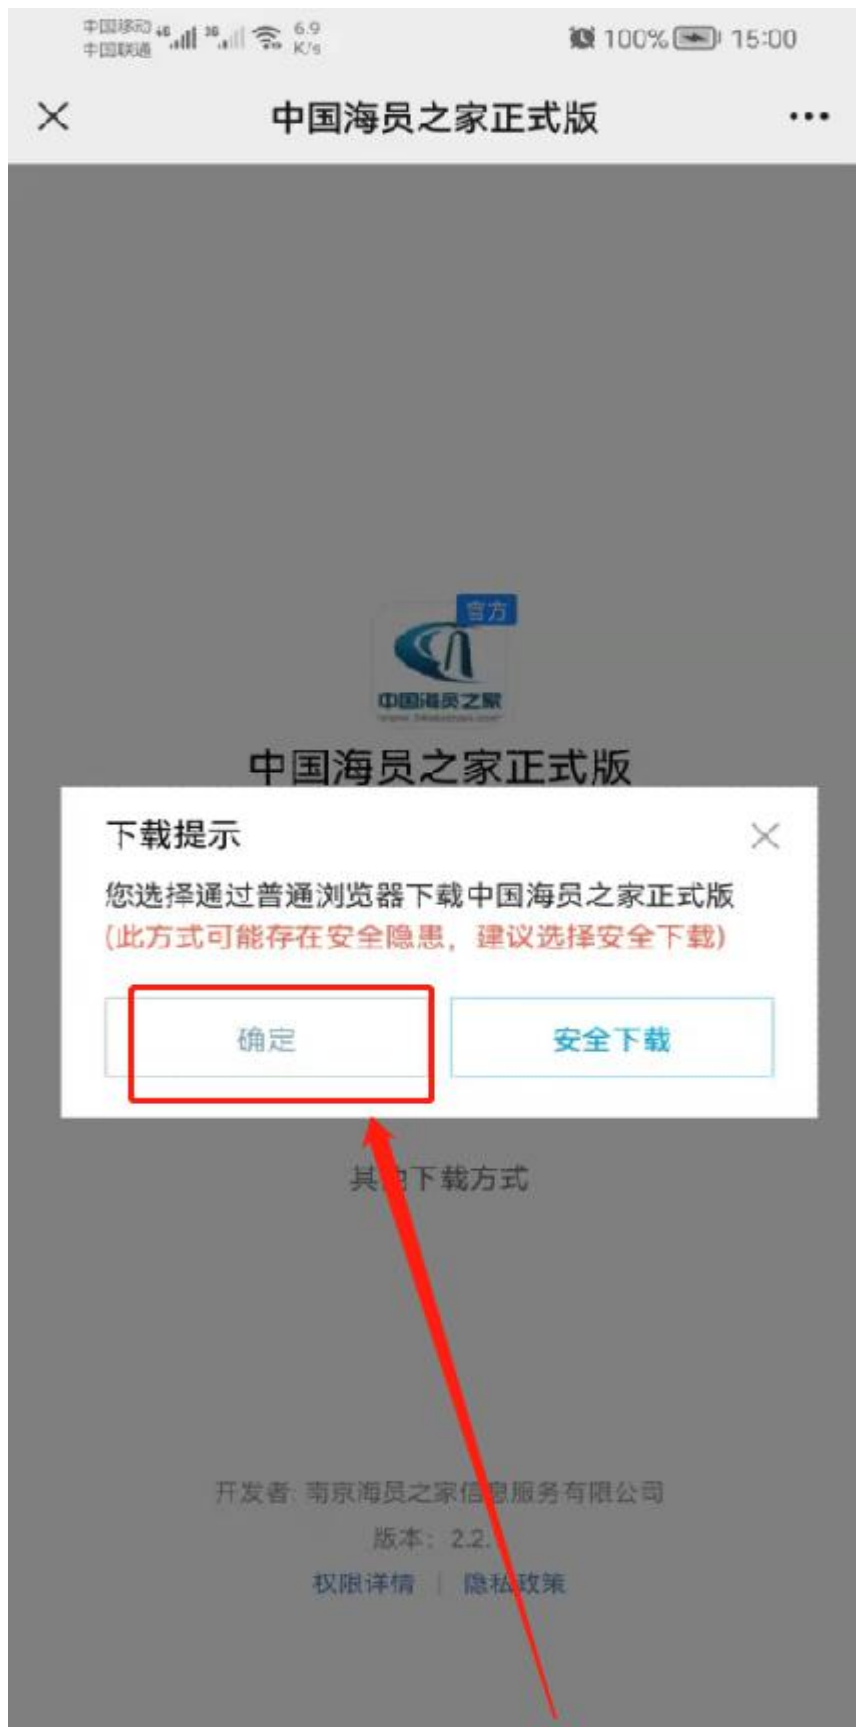 中国移动 4G 3G 6.9
中国联通 K/s
100% 15:00
中国海员之家正式版
官方
中国海员之家
中国海员之家正式版
下载提示
您选择通过普通浏览器下载中国海员之家正式版
(此方式可能存在安全隐患，建议选择安全下载)
确定
安全下载
其他下载方式
开发者: 南京海员之家信息服务有限公司
版本: 2.2.
权限详情 | 隐私政策